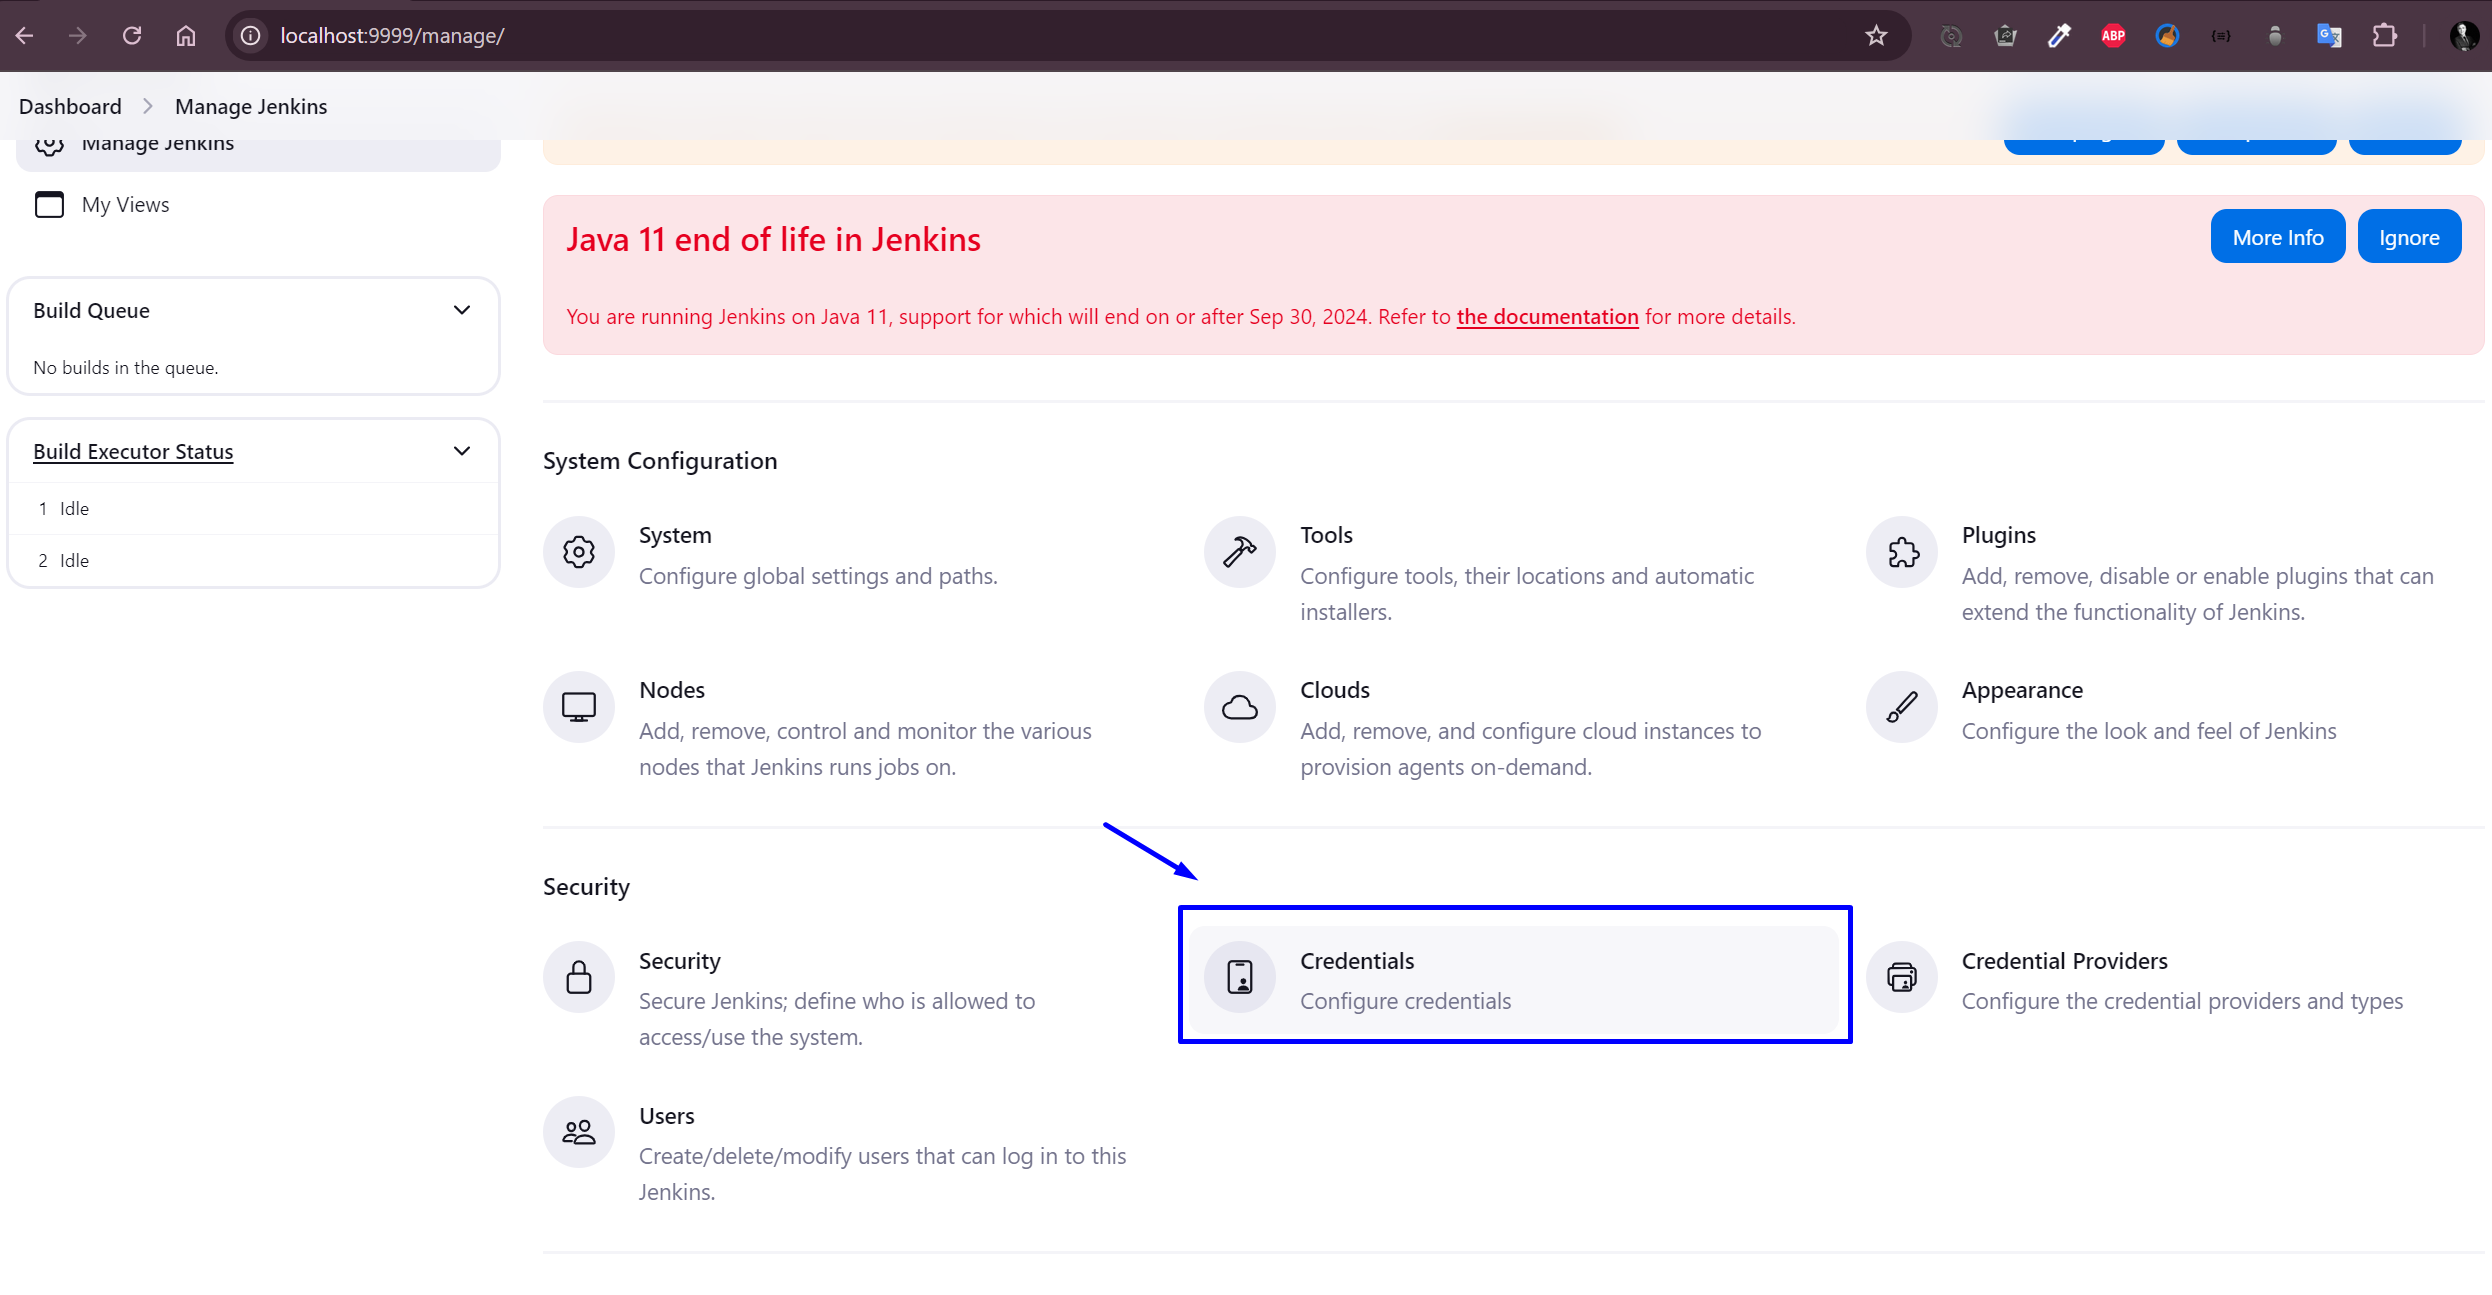 localhost:9999/manage/
ABP
Dashboard > Manage Jenkins
Manage Jenkins
My Views
Build Queue
No builds in the queue.
Build Executor Status
1 Idle
2 Idle
Java 11 end of life in Jenkins
More Info
Ignore
You are running Jenkins on Java 11, support for which will end on or after Sep 30, 2024. Refer to the documentation for more details.
System Configuration
System
Configure global settings and paths.
Tools
Configure tools, their locations and automatic
installers.
Plugins
Add, remove, disable or enable plugins that can
extend the functionality of Jenkins.
Nodes
Add, remove, control and monitor the various
nodes that Jenkins runs jobs on.
Clouds
Add, remove, and configure cloud instances to
provision agents on-demand.
Appearance
Configure the look and feel of Jenkins
Security
Security
Secure Jenkins; define who is allowed to
access/use the system.
Credentials
Configure credentials
Credential Providers
Configure the credential providers and types
Users
Create/delete/modify users that can log in to this
Jenkins.